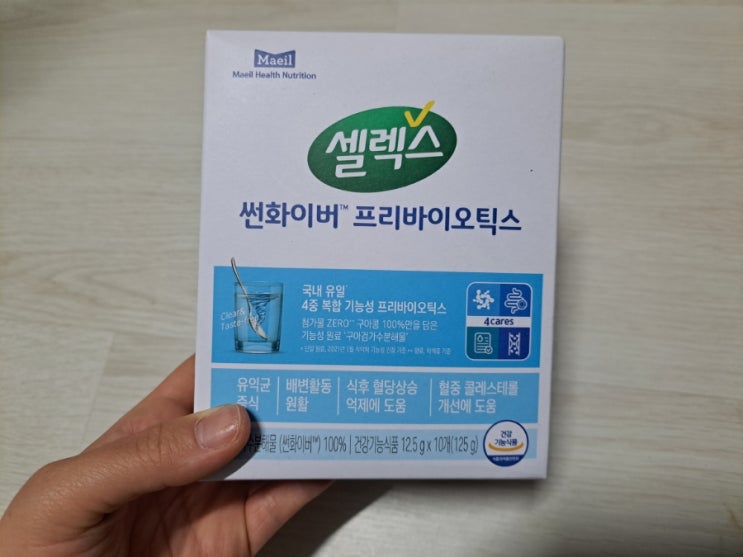 Maeil
Maeil Health Nutrition
셀렉스
썬화이버™ 프리바이오틱스
Clear&
Taste-
국내 유일*
4중 복합 기능성 프리바이오틱스
첨가물 ZERO** 구아콩 100%만을 담은
기능성 원료 '구아검가수분해물'
4cares
유익균
증식
배변활동
원활
식후 혈당상승
억제에 도움
혈중 콜레스테롤
개선에 도움
수분해물 (썬화이버™) 100% | 건강기능식품 12.5 g x 10개(125 g)
건강
기능식품